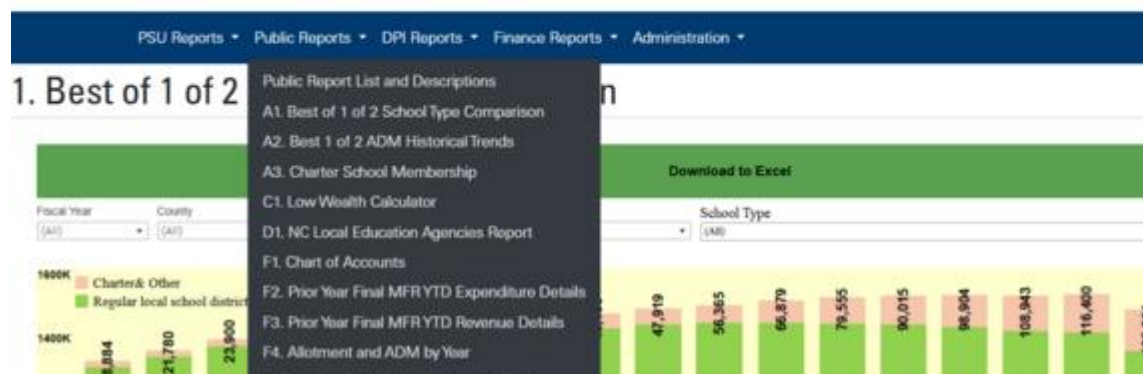 PSU Reports Public Reports DPI Reports Finance Reports Administration
1. Best of 1 of 2
n
Public Report List and Descriptions
A1. Best of 1 of 2 School Type Comparison
A2. Best 1 of 2 ADM Historical Trends
A3. Charter School Membership
C1. Low Wealth Calculator
D1. NC Local Education Agencies Report
F1. Chart of Accounts
F2. Prior Year Final MFR YTD Expenditure Details
F3. Prior Year Final MFR YTD Revenue Details
F4. Allotment and ADM by Year
Download to Excel
Fiscal Year County School Type
(All) (All) (All)
1600K
Charter& Other
Regular local school district
1400K
21,780
23,900
47,919
56,365
66,879
79,555
90,015
98,904
108,943
116,400